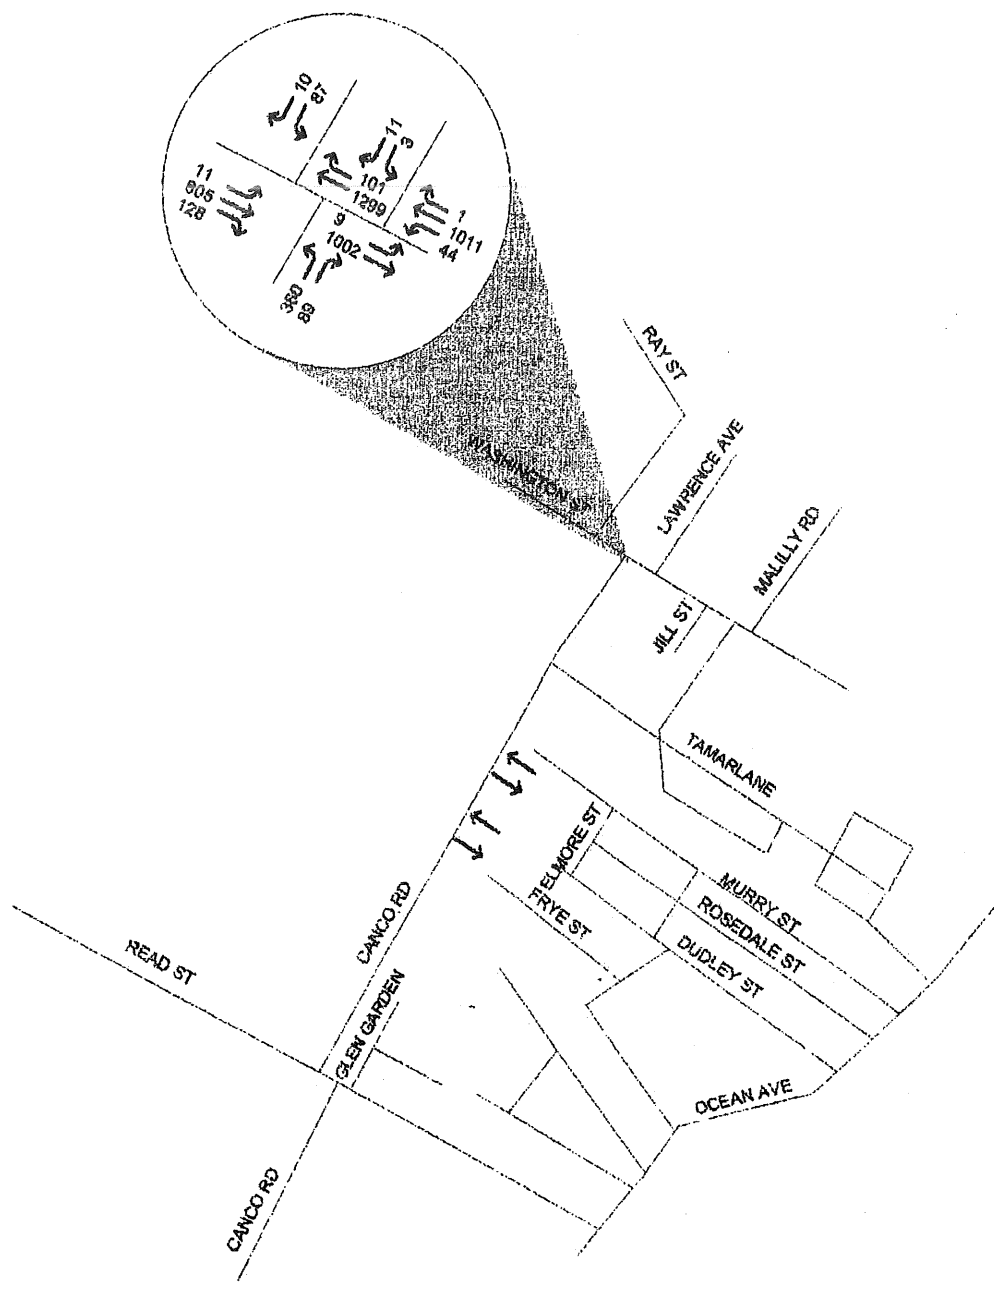 10
87
11
3
11
805
128
101
1299
9
1002
1
1011
44
360
89
RAY ST
WASHINGTON ST
LAWRENCE AVE
MALILLY RD
JILL ST
TAMARLANE
ELMORE ST
FRYE ST
MURRY ST
ROSEDALE ST
DUDLEY ST
CANCO RD
READ ST
GLEN GARDEN
OCEAN AVE
CANCO RD